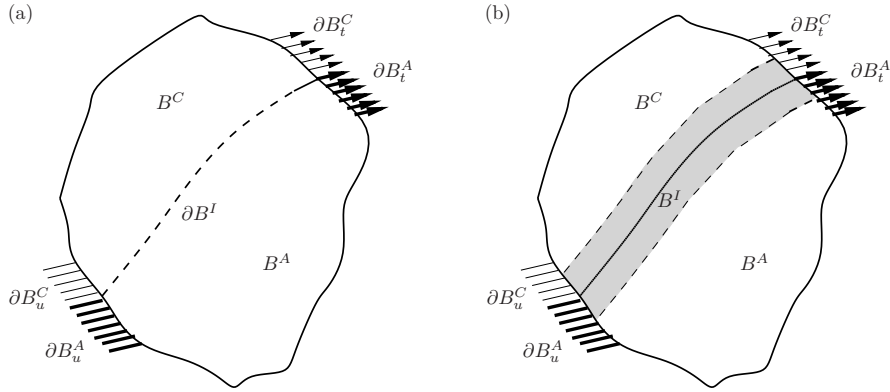 (a)
∂B_t^C
∂B_t^A
B^C
∂B^I
B^A
∂B_u^C
∂B_u^A
(b)
∂B_t^C
∂B_t^A
B^C
B^I
B^A
∂B_u^C
∂B_u^A